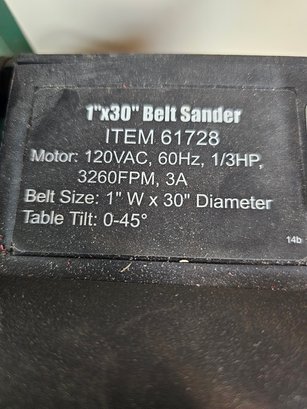 1"x30" Belt Sander
ITEM 61728
Motor: 120VAC, 60Hz, 1/3HP,
3260FPM, 3A
Belt Size: 1" W x 30" Diameter
Table Tilt: 0-45°
14b